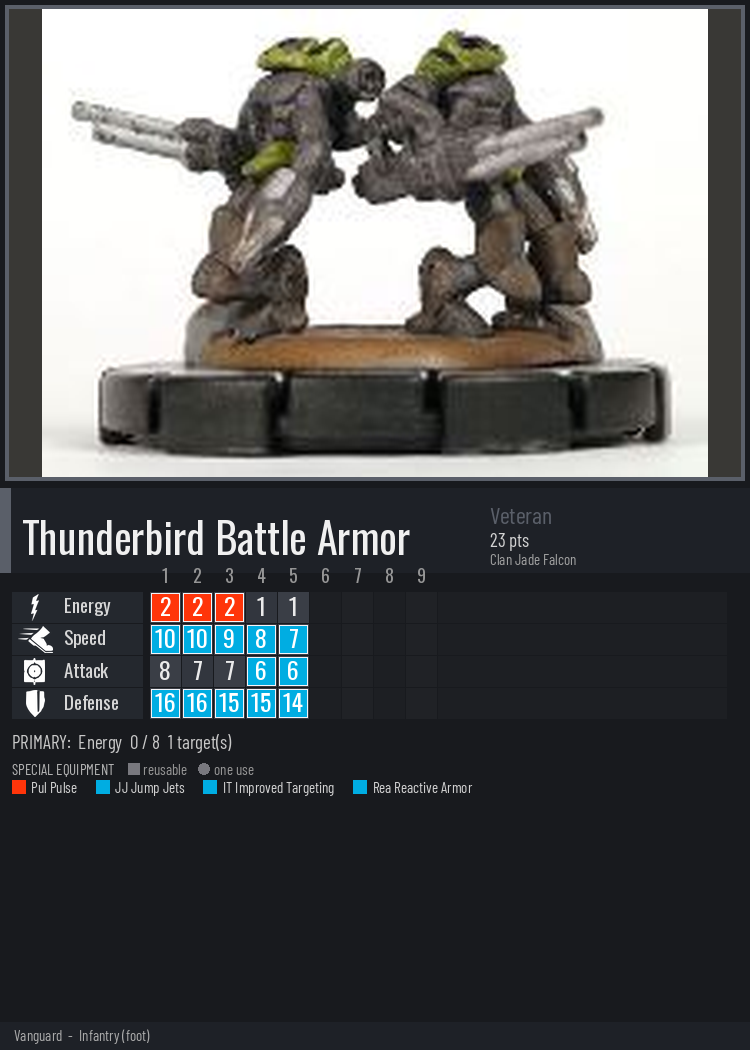 Thunderbird Battle Armor
Veteran
23 pts
Clan Jade Falcon
1 2 3 4 5 6 7 8 9
Energy 2 2 2 1 1
Speed 10 10 9 8 7
Attack 8 7 7 6 6
Defense 16 16 15 15 14
PRIMARY: Energy 0 / 8 1 target(s)
SPECIAL EQUIPMENT reusable one use
Pul Pulse JJ Jump Jets IT Improved Targeting Rea Reactive Armor
Vanguard - Infantry (foot)